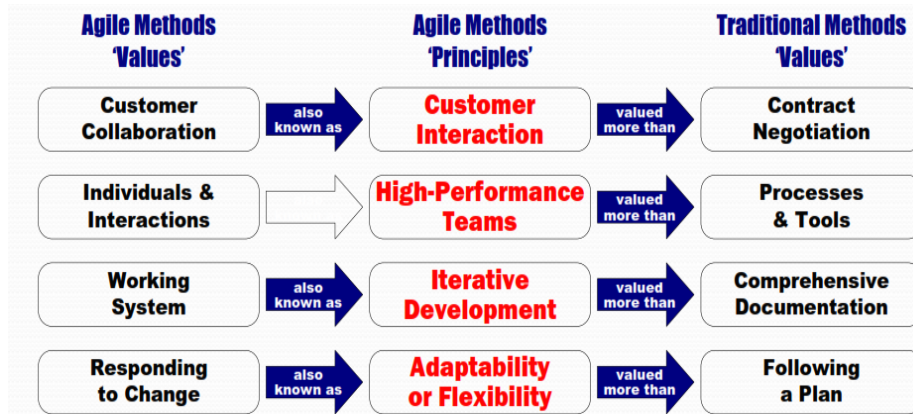 Agile Methods
‘Values’
Agile Methods
‘Principles’
Traditional Methods
‘Values’
Customer
Collaboration
also
known as
Customer
Interaction
valued
more than
Contract
Negotiation
Individuals &
Interactions
High-Performance
Teams
valued
more than
Processes
& Tools
Working
System
also
known as
Iterative
Development
valued
more than
Comprehensive
Documentation
Responding
to Change
also
known as
Adaptability
or Flexibility
valued
more than
Following
a Plan